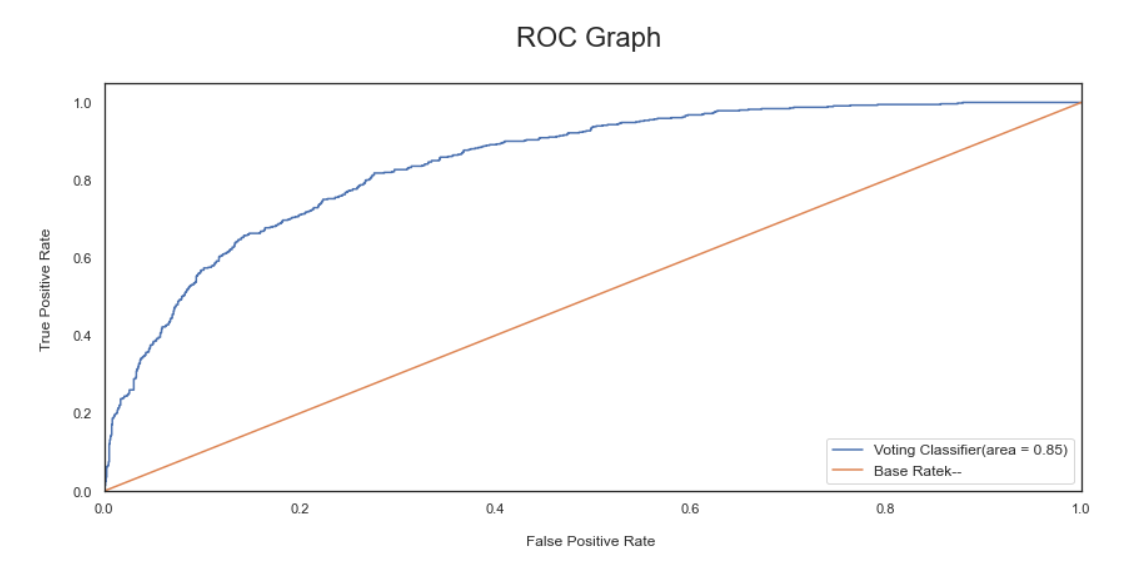 ROC Graph
1.0
0.8
0.6
0.4
0.2
0.0
True Positive Rate
Voting Classifier(area = 0.85)
Base Ratek--
0.0 0.2 0.4 0.6 0.8 1.0
False Positive Rate